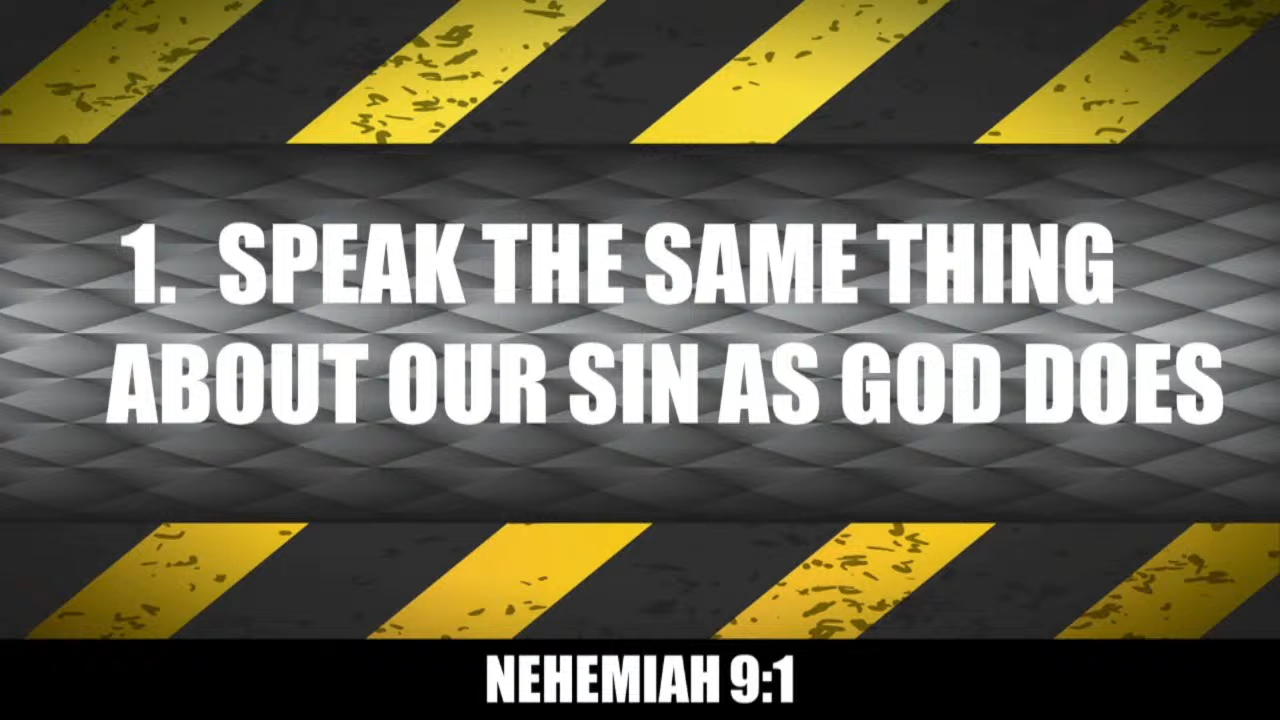 1. SPEAK THE SAME THING
ABOUT OUR SIN AS GOD DOES
NEHEMIAH 9:1